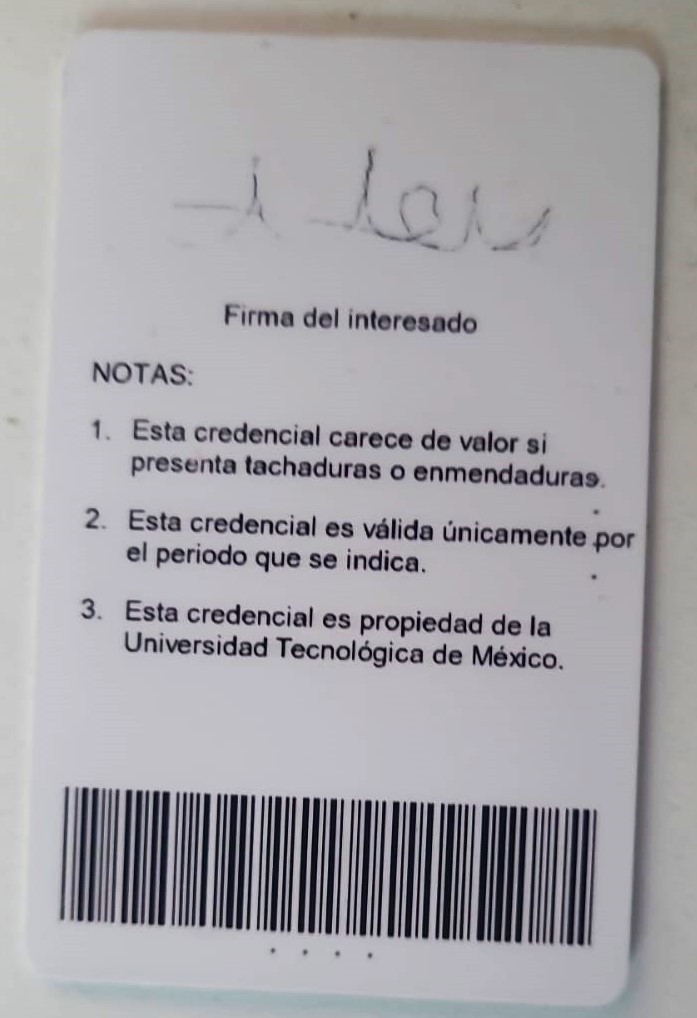 Firma del interesado
NOTAS:
1. Esta credencial carece de valor si
presenta tachaduras o enmendaduras.
2. Esta credencial es válida únicamente por
el periodo que se indica.
3. Esta credencial es propiedad de la
Universidad Tecnológica de México.